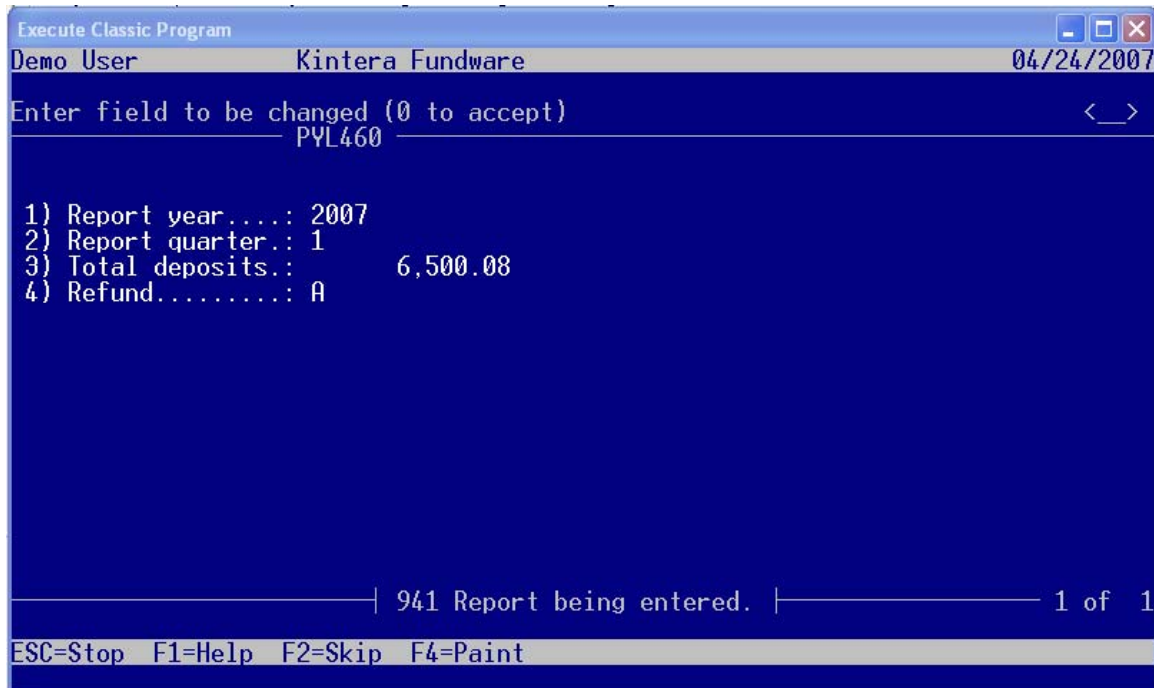 Execute Classic Program
Demo User Kintera Fundware 04/24/2007
Enter field to be changed (0 to accept) <__>
PYL460
1) Report year....: 2007
2) Report quarter.: 1
3) Total deposits.: 6,500.08
4) Refund.........: A
941 Report being entered. 1 of 1
ESC=Stop F1=Help F2=Skip F4=Paint